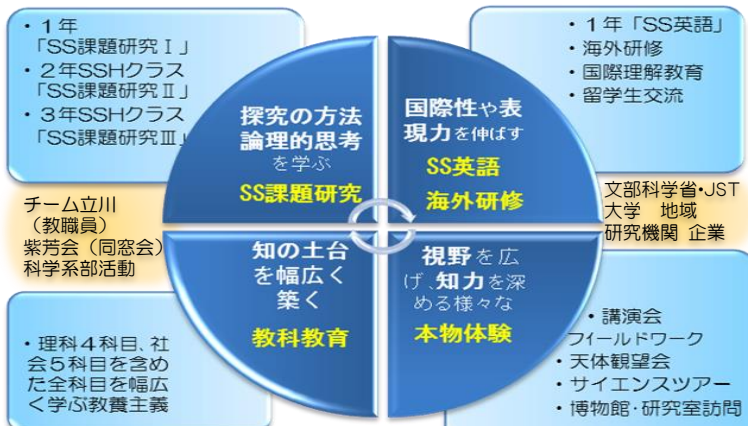 ・１年
「SS課題研究Ⅰ」
・２年SSHクラス
「SS課題研究Ⅱ」
・３年SSHクラス
「SS課題研究Ⅲ」
探究の方法
論理的思考
を学ぶ
SS課題研究
国際性や表
現力を伸ばす
SS英語
海外研修
・１年「SS英語」
・海外研修
・国際理解教育
・留学生交流
チーム立川
（教職員）
紫芳会（同窓会）
科学系部活動
文部科学省・JST
大学　地域
研究機関 企業
知の土台
を幅広く
築く
教科教育
視野を広
げ、知力を深
める様々な
本物体験
・理科４科目、社
会５科目を含め
た全科目を幅広
く学ぶ教養主義
・講演会
フィールドワーク
・天体観望会
・サイエンスツアー
・博物館・研究室訪問